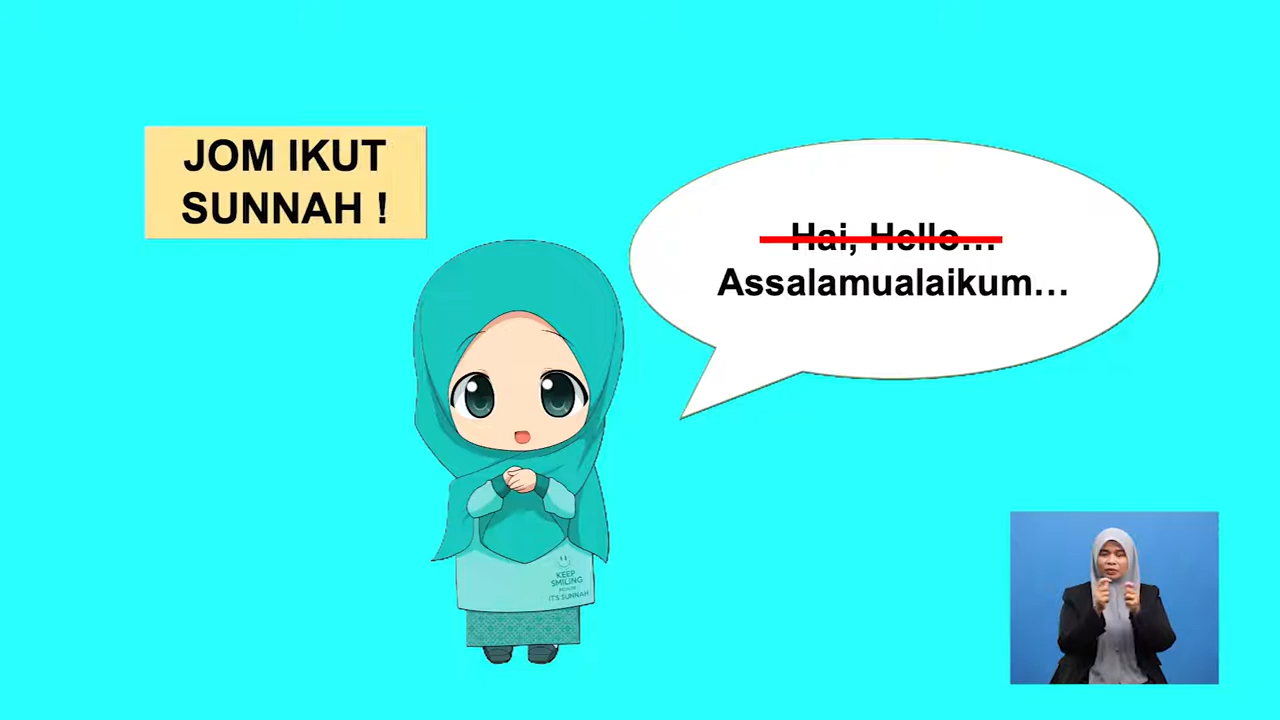 JOM IKUT
SUNNAH !
Hai, Hello...
Assalamualaikum...
KEEP
SMILING
IT'S SUNNAH